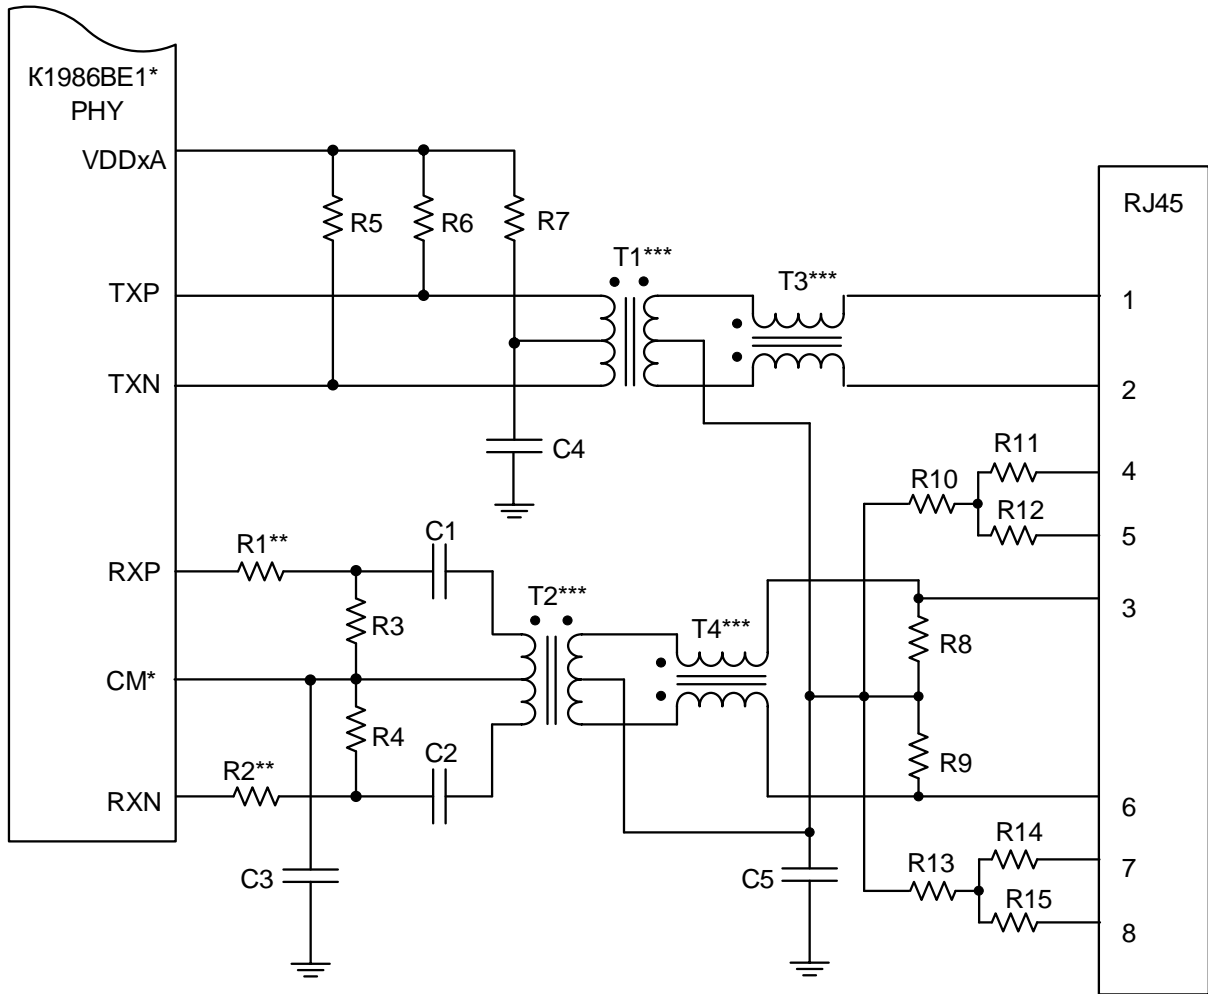 К1986ВЕ1*
PHY
VDDxA
RJ45
R5
R6
R7
T1***
T3***
TXP
1
TXN
2
C4
R11
4
R10
R12
5
C1
R1**
RXP
T2***
3
R3
T4***
R8
CM*
R4
C2
R9
R2**
RXN
6
R14
7
R13
C3
C5
R15
8